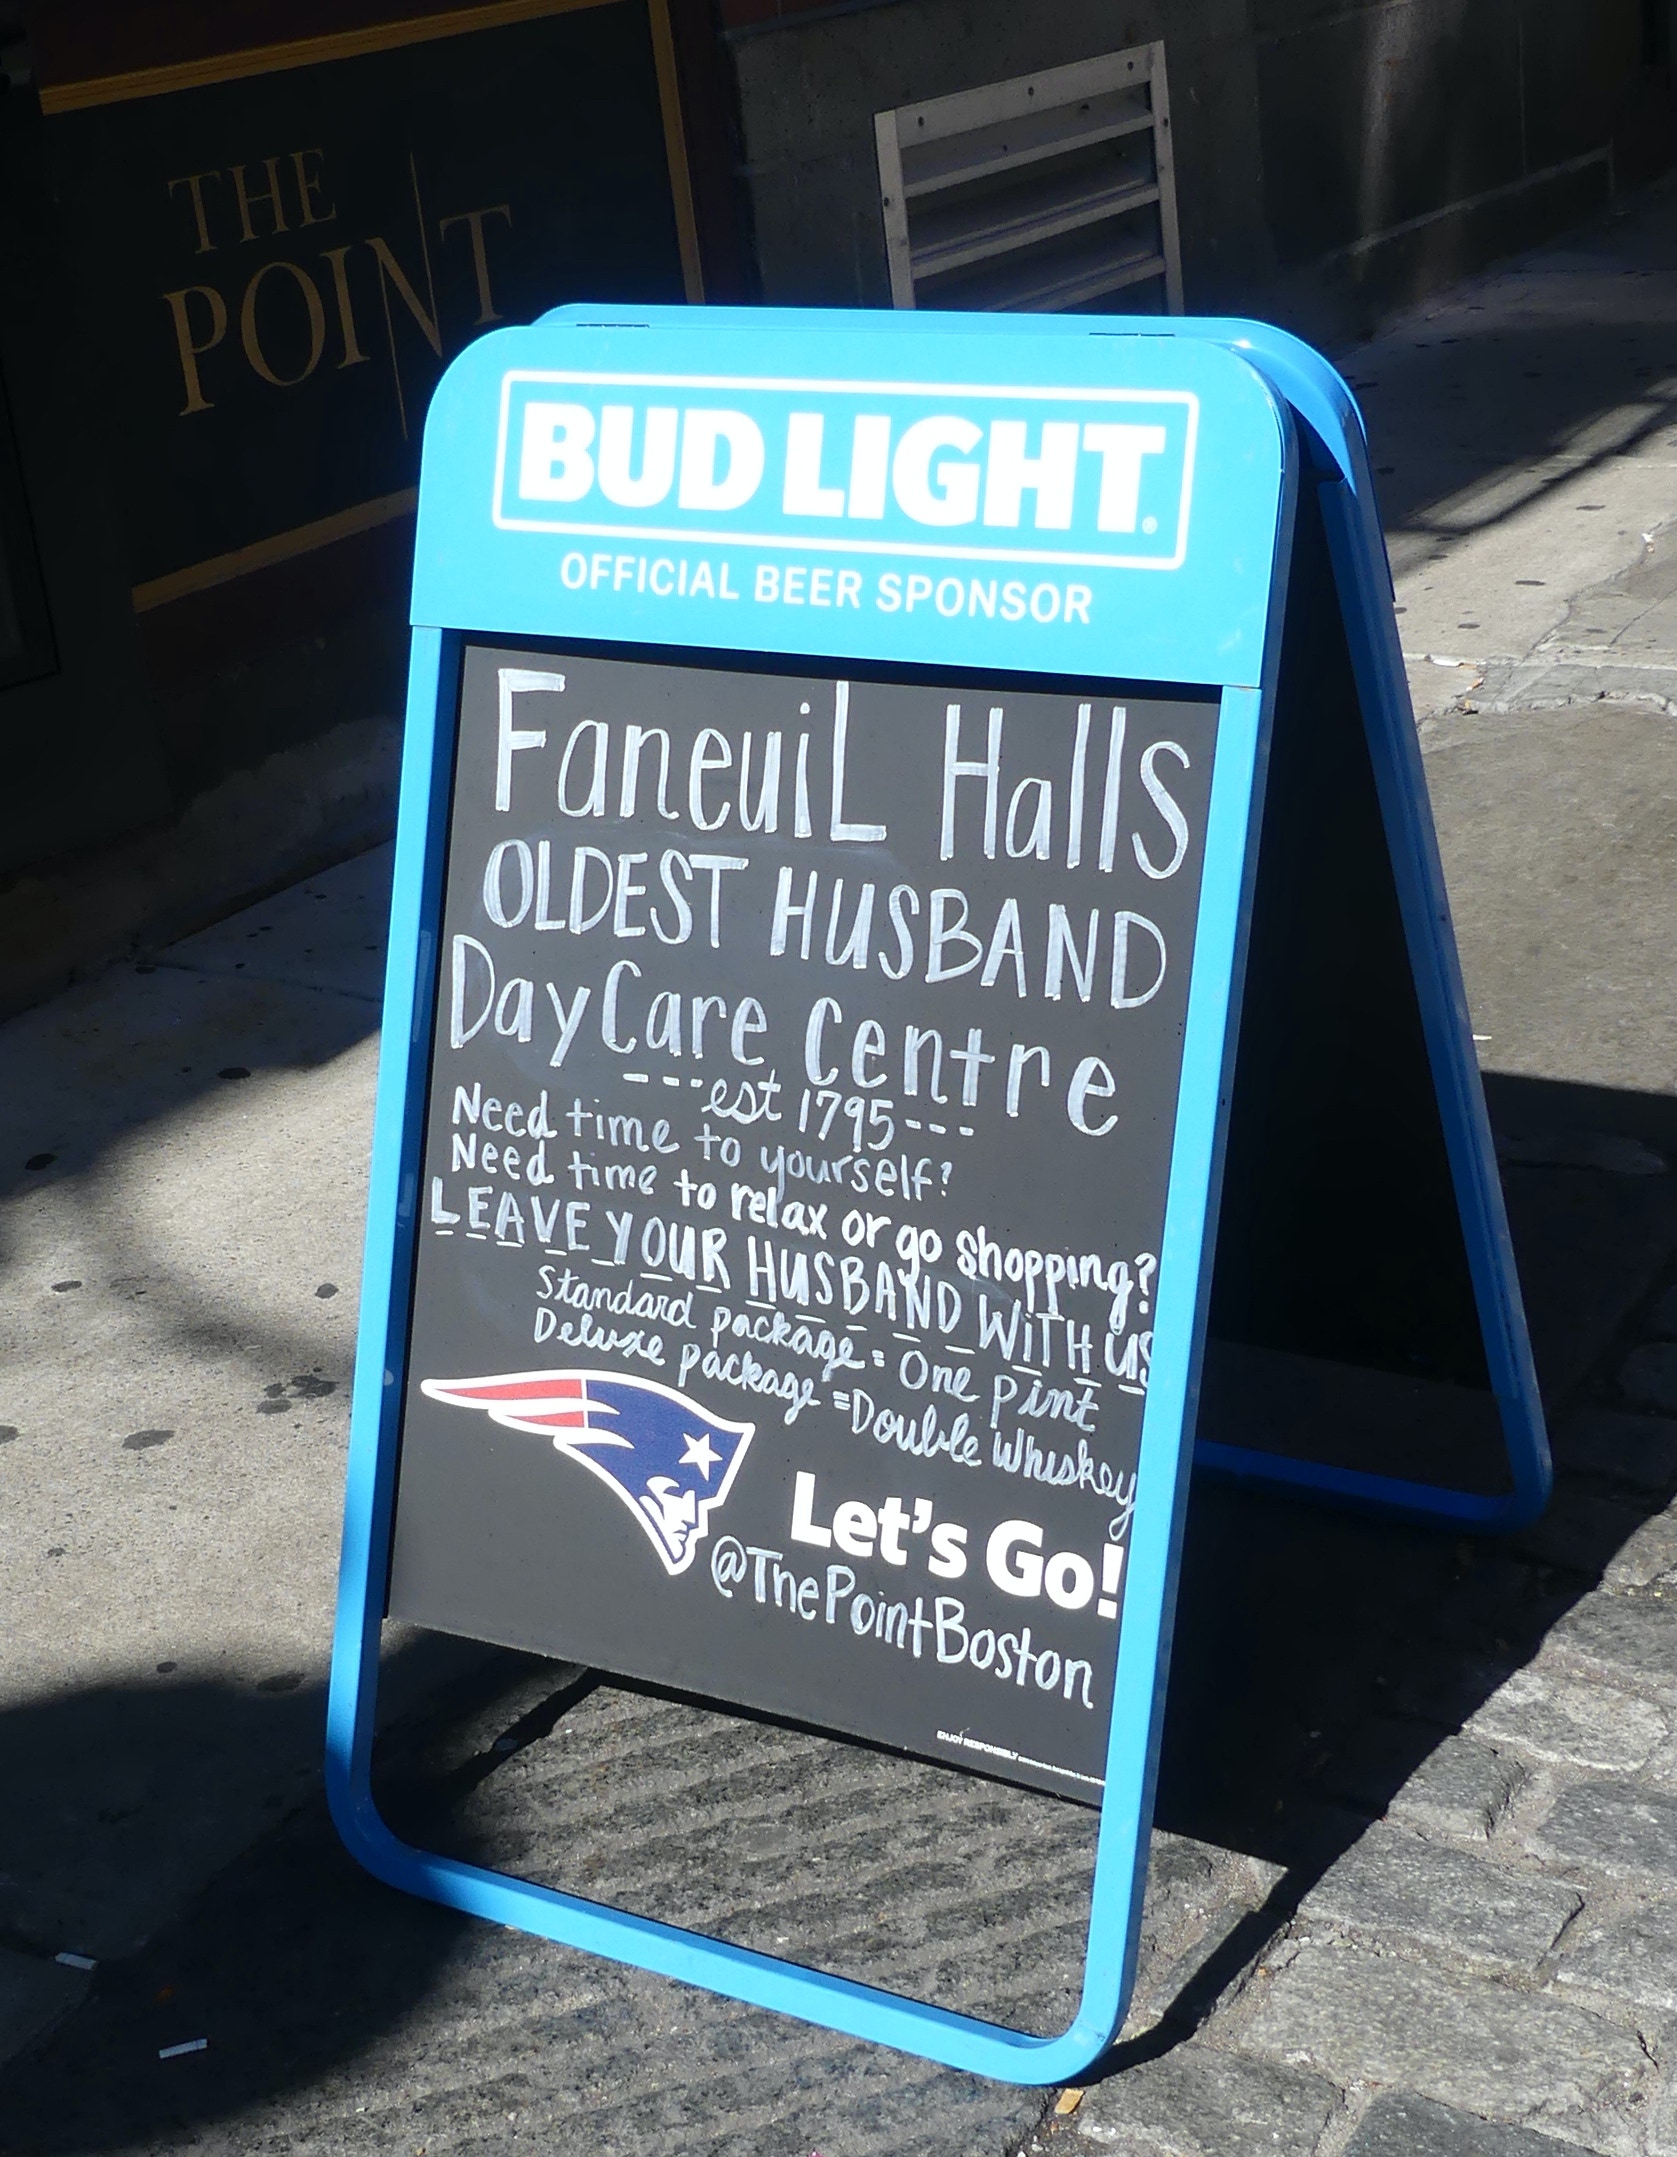 THE
POINT
BUD LIGHT®
OFFICIAL BEER SPONSOR
FaneuiL Halls
OLDEST HUSBAND
DayCare Centre
---est 1795---
Need time to yourself?
Need time to relax or go shopping?
LEAVE YOUR HUSBAND WiTH US
Standard package = One pint
Deluxe package = Double Whiskey
Let's Go!
@ThePointBoston
ENJOY RESPONSIBLY